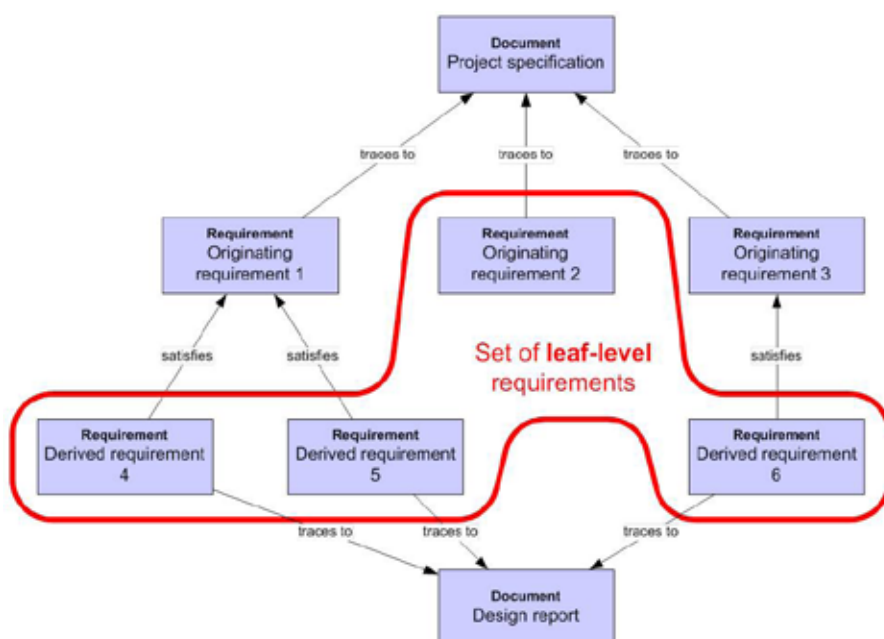 Document
Project specification
traces to
traces to
traces to
Requirement
Originating
requirement 1
Requirement
Originating
requirement 2
Requirement
Originating
requirement 3
satisfies
satisfies
Set of leaf-level
requirements
satisfies
Requirement
Derived requirement
4
Requirement
Derived requirement
5
Requirement
Derived requirement
6
traces to
traces to
traces to
Document
Design report